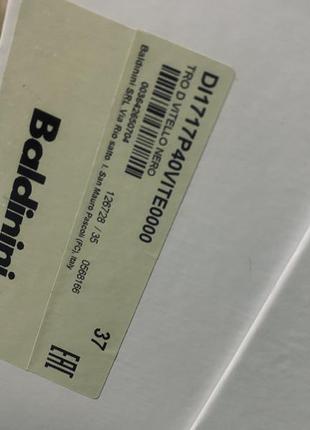 DI1717P40VITE0000
TRO D VITELLO NERO
003642650704
Baldinini SRL Via Rio salto 1, San Mauro Pascoli (FC), Italy
126728 / 35 0568166
37
Baldinini
EAC